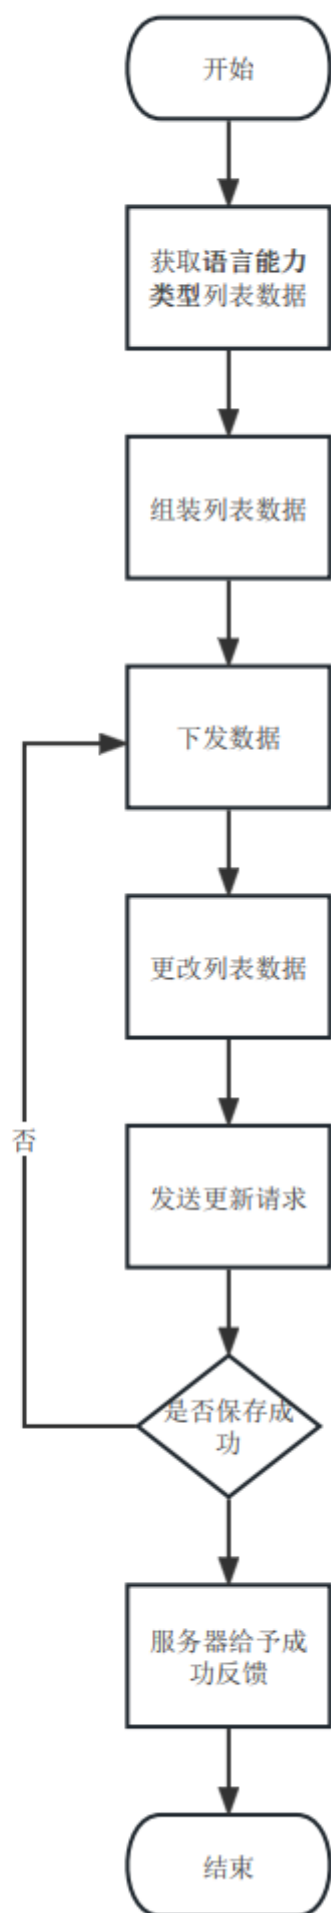 开始
获取语言能力
类型列表数据
组装列表数据
下发数据
更改列表数据
否
发送更新请求
是否保存成
功
服务器给予成
功反馈
结束